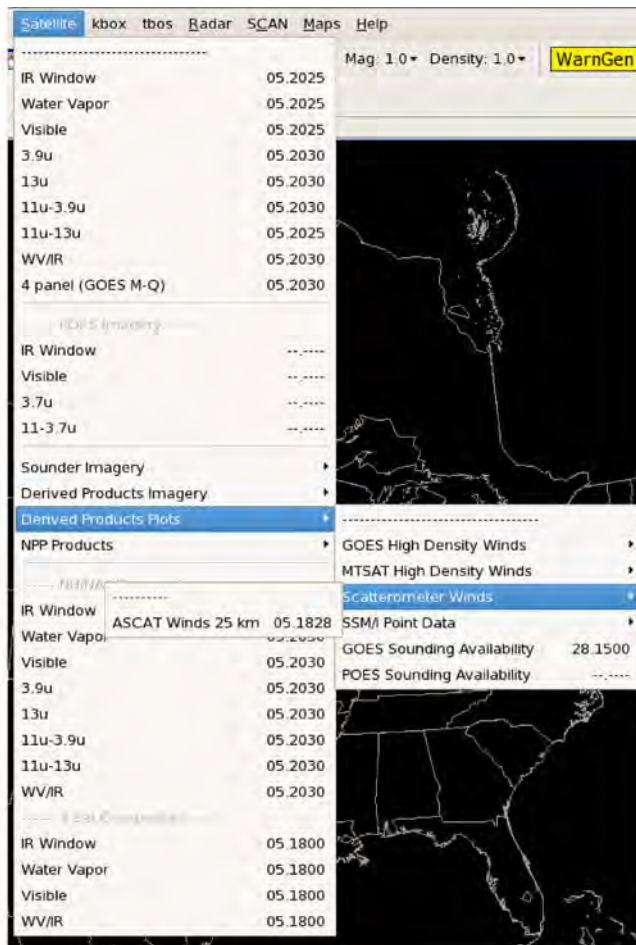 Satellite kbox tbos Radar SCAN Maps Help
Mag: 1.0 Density: 1.0 WarnGen
--------------------------------
IR Window 05.2025
Water Vapor 05.2025
Visible 05.2025
3.9u 05.2030
13u 05.2030
11u-3.9u 05.2030
11u-13u 05.2025
WV/IR 05.2030
4 panel (GOES M-Q) 05.2030
----- POES Imagery -----
IR Window --.----
Visible --.----
3.7u --.----
11-3.7u --.----
Sounder Imagery
Derived Products Imagery
Derived Products Plots
NPP Products
IR Window
Water Vapor
Visible 05.2030
3.9u 05.2030
13u 05.2030
11u-3.9u 05.2030
11u-13u 05.2030
WV/IR 05.2030
IR Window 05.1800
Water Vapor 05.1800
Visible 05.1800
WV/IR 05.1800
-----------------------------------
GOES High Density Winds
MTSAT High Density Winds
Scatterometer Winds
SSM/I Point Data
GOES Sounding Availability 28.1500
POES Sounding Availability --.----
----------
ASCAT Winds 25 km 05.1828